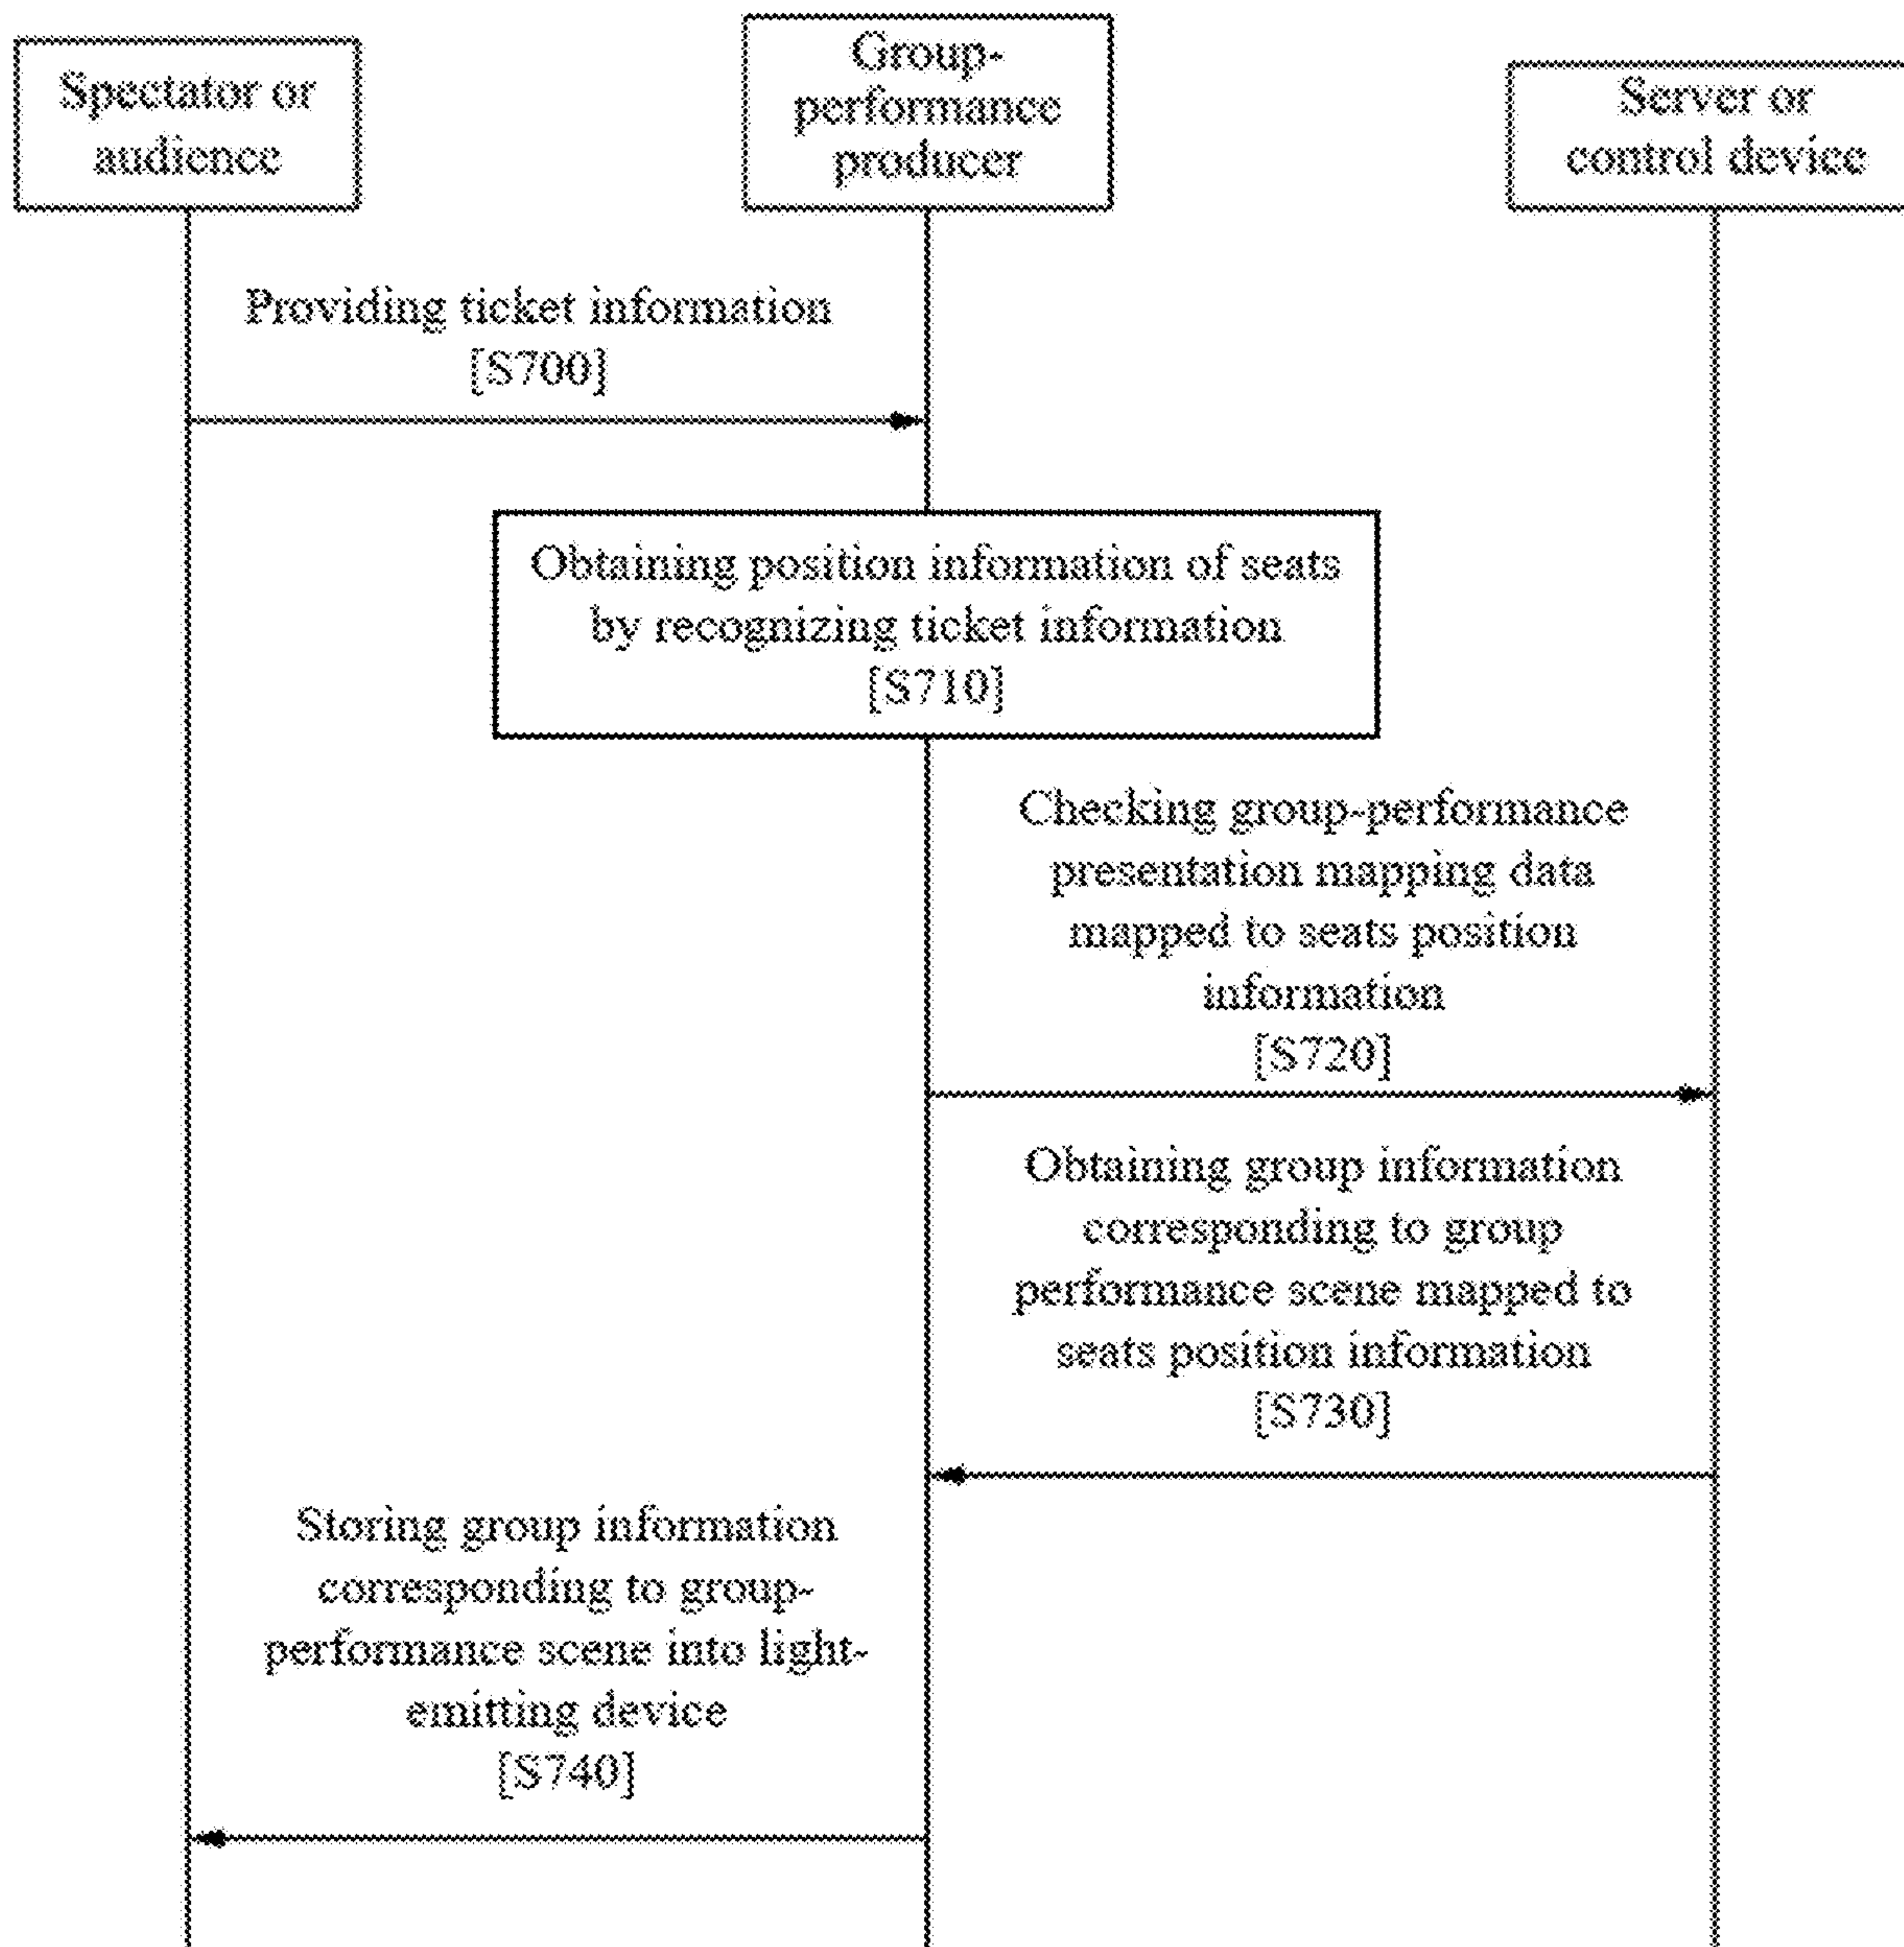 Spectator or
audience
Group-
performance
producer
Server or
control device
Providing ticket information
[S700]
Obtaining position information of seats
by recognizing ticket information
[S710]
Checking group-performance
presentation mapping data
mapped to seats position
information
[S720]
Obtaining group information
corresponding to group
performance scene mapped to
seats position information
[S730]
Storing group information
corresponding to group-
performance scene into light-
emitting device
[S740]